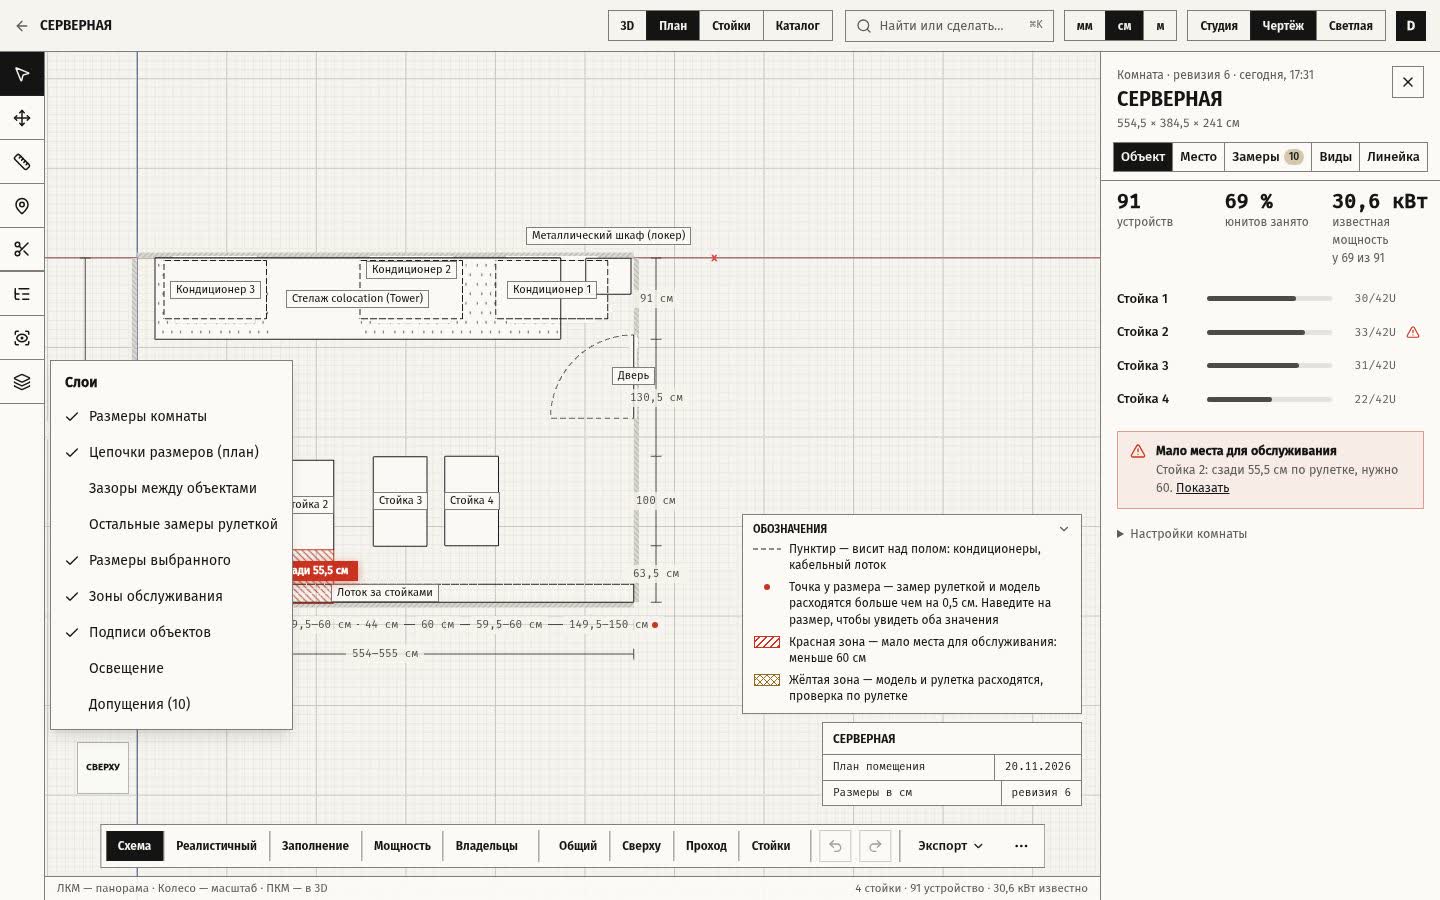 СЕРВЕРНАЯ
3D План Стойки Каталог
Найти или сделать... ⌘K
мм см м
Студия Чертёж Светлая
D
Комната · ревизия 6 · сегодня, 17:31
СЕРВЕРНАЯ
554,5 × 384,5 × 241 см
Объект Место Замеры 10 Виды Линейка
91
устройств
69 %
юнитов занято
30,6 кВт
известная
мощность
у 69 из 91
Стойка 1 30/42U
Стойка 2 33/42U
Стойка 3 31/42U
Стойка 4 22/42U
Мало места для обслуживания
Стойка 2: сзади 55,5 см по рулетке, нужно
60. Показать
Настройки комнаты
Металлический шкаф (локер)
x
Кондиционер 2
Кондиционер 3
Кондиционер 1
Стелаж colocation (Tower)
91 см
Дверь
130,5 см
Слои
Размеры комнаты
Цепочки размеров (план)
Зазоры между объектами
Остальные замеры рулеткой
Размеры выбранного
Зоны обслуживания
Подписи объектов
Освещение
Допущения (10)
тойка 2
Стойка 3
Стойка 4
100 см
ади 55,5 см
63,5 см
Лоток за стойками
9,5–60 см · 44 см — 60 см — 59,5–60 см — 149,5–150 см
554–555 см
ОБОЗНАЧЕНИЯ
Пунктир — висит над полом: кондиционеры,
кабельный лоток
Точка у размера — замер рулеткой и модель
расходятся больше чем на 0,5 см. Наведите на
размер, чтобы увидеть оба значения
Красная зона — мало места для обслуживания:
меньше 60 см
Жёлтая зона — модель и рулетка расходятся,
проверка по рулетке
СЕРВЕРНАЯ
План помещения 20.11.2026
Размеры в см ревизия 6
СВЕРХУ
Схема Реалистичный Заполнение Мощность Владельцы Общий Сверху Проход Стойки Экспорт
ЛКМ — панорама · Колесо — масштаб · ПКМ — в 3D
4 стойки · 91 устройство · 30,6 кВт известно